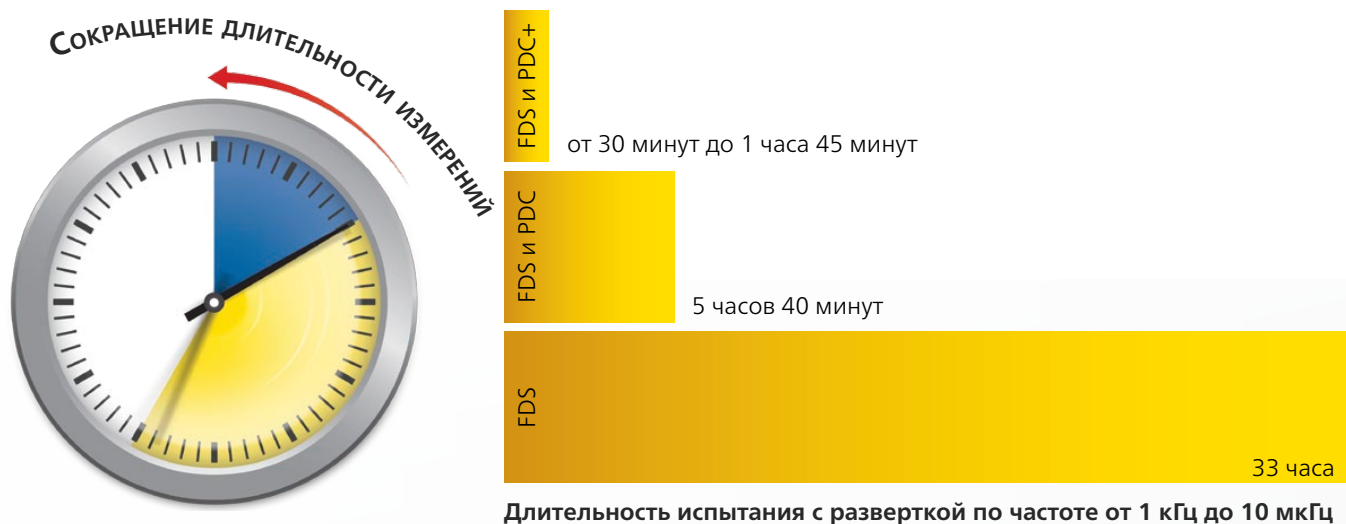 Сокращение длительности измерений
FDS и PDC+
от 30 минут до 1 часа 45 минут
FDS и PDC
5 часов 40 минут
FDS
33 часа
Длительность испытания с разверткой по частоте от 1 кГц до 10 мкГц